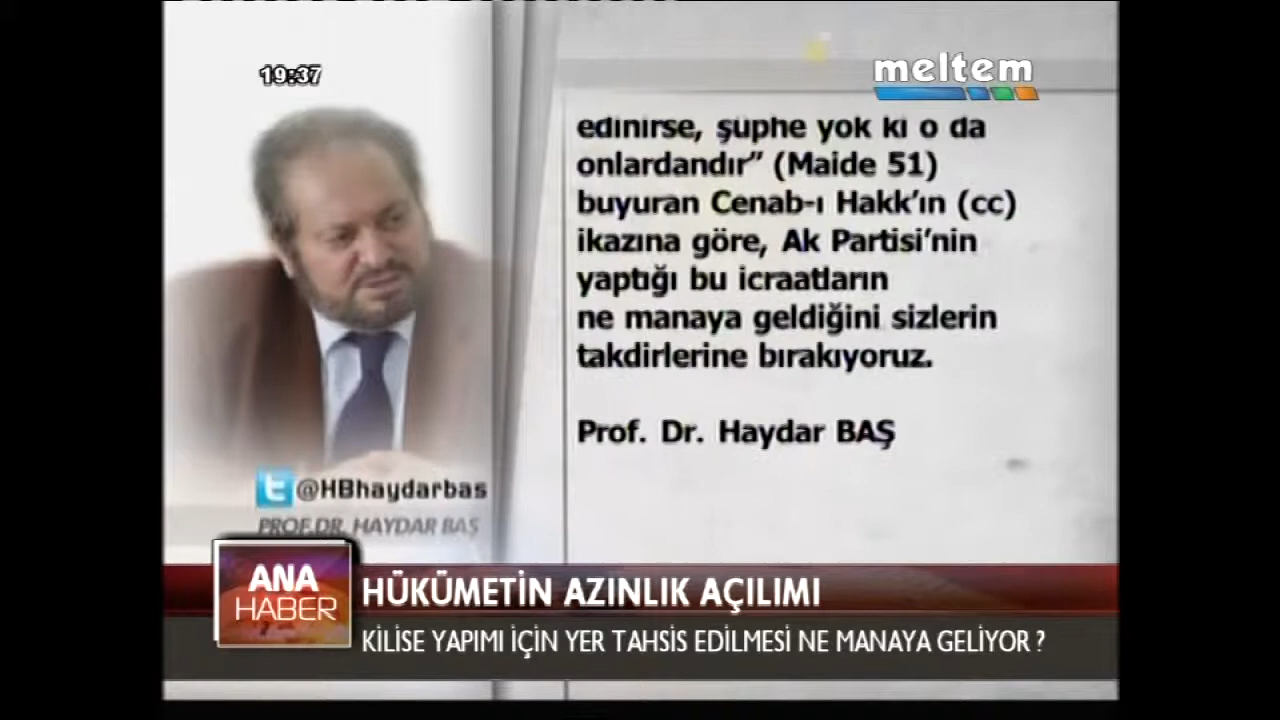 19:37
meltem
edinirse, şüphe yok ki o da
onlardandır” (Maide 51)
buyuran Cenab-ı Hakk’ın (cc)
ikazına göre, Ak Partisi’nin
yaptığı bu icraatların
ne manaya geldiğini sizlerin
takdirlerine bırakıyoruz.
Prof. Dr. Haydar BAŞ
@HBhaydarbas
PROF.DR. HAYDAR BAŞ
ANA
HABER
HÜKÜMETİN AZINLIK AÇILIMI
KİLİSE YAPIMI İÇİN YER TAHSİS EDİLMESİ NE MANAYA GELİYOR ?